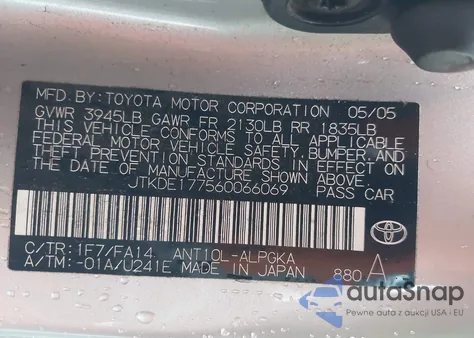 MFD. BY: TOYOTA MOTOR CORPORATION 05/05
GVWR 3945LB GAWR FR 2130LB RR 1835LB
THIS VEHICLE CONFORMS TO ALL APPLICABLE
FEDERAL MOTOR VEHICLE SAFETY, BUMPER, AND
THEFT PREVENTION STANDARDS IN EFFECT ON
THE DATE OF MANUFACTURE SHOWN ABOVE.
JTKDE177560066069 PASS CAR
C/TR: 1F7/FA14 ANT10L-ALPGKA
A/TM: -01A/U241E MADE IN JAPAN 880 A
autoSnap
Pewne auta z aukcji USA - EU